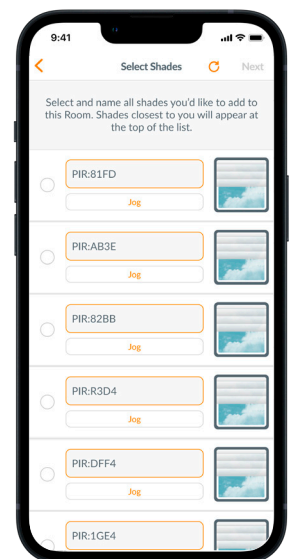 9:41
Select Shades
Next
Select and name all shades you'd like to add to
this Room. Shades closest to you will appear at
the top of the list.
PIR:81FD
Jog
PIR:AB3E
Jog
PIR:82BB
Jog
PIR:R3D4
Jog
PIR:DFF4
Jog
PIR:1GE4